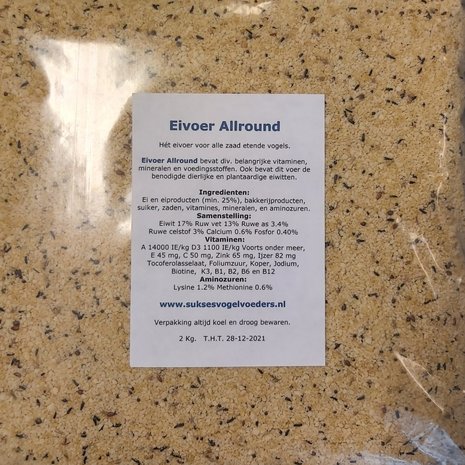 Eivoer Allround
Hét eivoer voor alle zaad etende vogels.
Eivoer Allround bevat div. belangrijke vitaminen,
mineralen en voedingsstoffen. Ook bevat dit voer de
benodigde dierlijke en plantaardige eiwitten.
Ingredienten:
Ei en eiproducten (min. 25%), bakkerijproducten,
suiker, zaden, vitamines, mineralen, en aminozuren.
Samenstelling:
Eiwit 17% Ruw vet 13% Ruwe as 3.4%
Ruwe celstof 3% Calcium 0.6% Fosfor 0.40%
Vitaminen:
A 14000 IE/kg D3 1100 IE/kg Voorts onder meer,
E 45 mg, C 50 mg, Zink 65 mg, Ijzer 82 mg
Tocoferolasselaat, Foliumzuur, Koper, Jodium,
Biotine, K3, B1, B2, B6 en B12
Aminozuren:
Lysine 1.2% Methionine 0.6%
www.suksesvogelvoeders.nl
Verpakking altijd koel en droog bewaren.
2 Kg. T.H.T. 28-12-2021